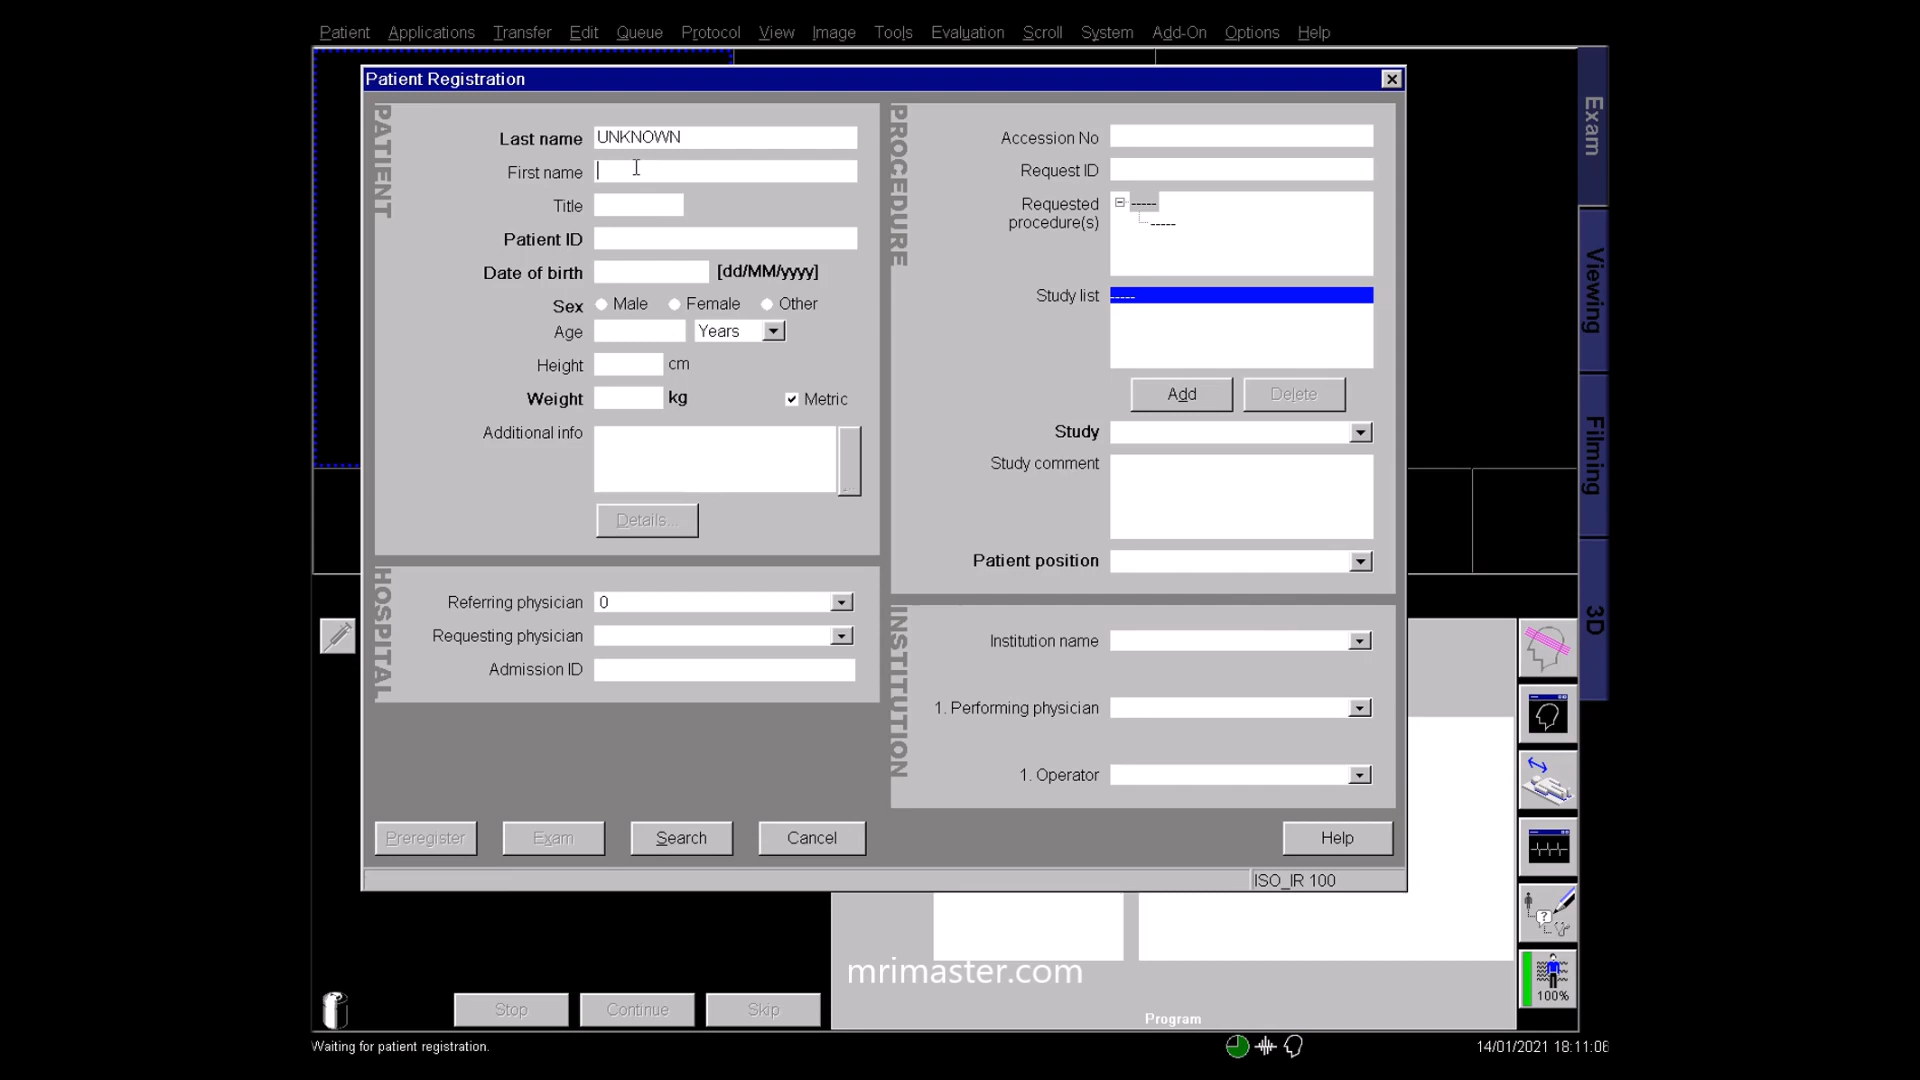 Patient Applications Transfer Edit Queue Protocol View Image Tools Evaluation Scroll System Add-On Options Help
Patient Registration
PATIENT
Last name UNKNOWN
First name
Title
Patient ID
Date of birth [dd/MM/yyyy]
Sex Male Female Other
Age Years
Height cm
Weight kg Metric
Additional info
Details...
HOSPITAL
Referring physician 0
Requesting physician
Admission ID
PROCEDURE
Accession No
Request ID
Requested
procedure(s)
-----
-----
Study list -----
Add Delete
Study
Study comment
Patient position
INSTITUTION
Institution name
1. Performing physician
1. Operator
Preregister Exam Search Cancel Help
ISO_IR 100
Exam
Viewing
Filming
3D
100%
mrimaster.com
Stop Continue Skip
Program
Waiting for patient registration.
14/01/2021 18:11:06